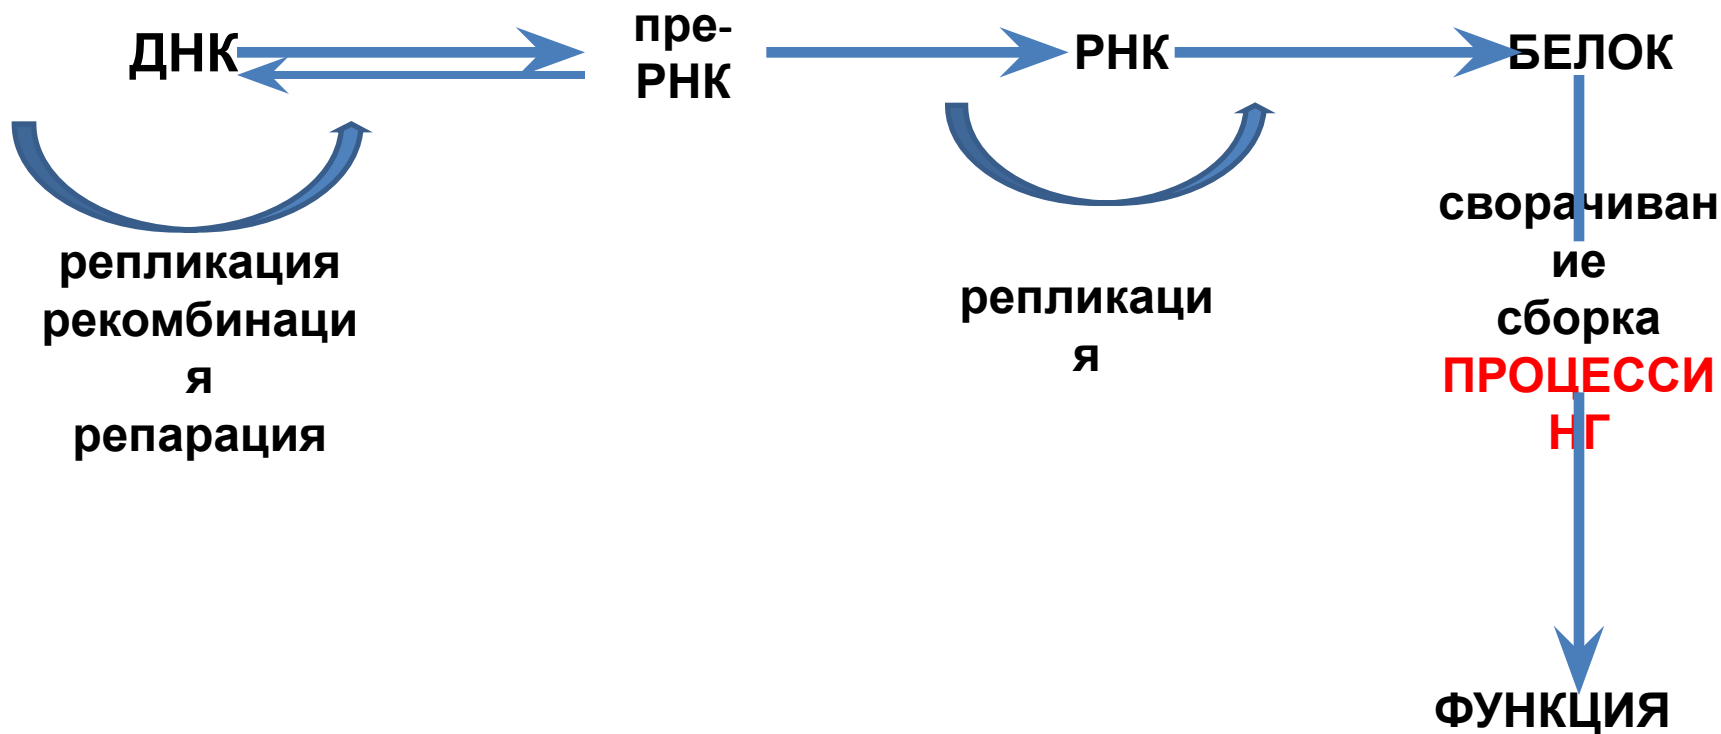 ДНК
пре-
РНК
РНК
БЕЛОК
репликация
рекомбинаци
я
репарация
репликаци
я
сворачиван
ие
сборка
ПРОЦЕССИ
НГ
ФУНКЦИЯ